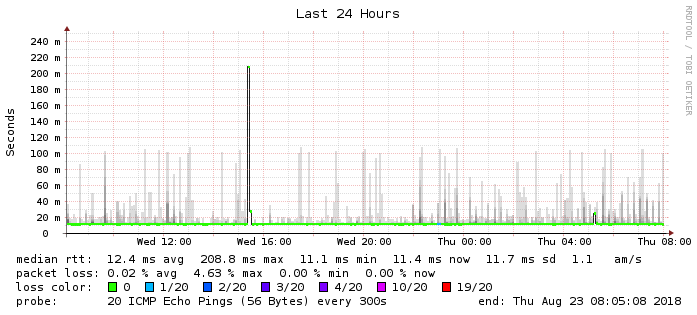 Last 24 Hours
RRDTOOL / TOBI OETIKER
Seconds
240 m
220 m
200 m
180 m
160 m
140 m
120 m
100 m
80 m
60 m
40 m
20 m
0
Wed 12:00 Wed 16:00 Wed 20:00 Thu 00:00 Thu 04:00 Thu 08:00
median rtt: 12.4 ms avg 208.8 ms max 11.1 ms min 11.4 ms now 11.7 ms sd 1.1 am/s
packet loss: 0.02 % avg 4.63 % max 0.00 % min 0.00 % now
loss color: 0 1/20 2/20 3/20 4/20 10/20 19/20
probe: 20 ICMP Echo Pings (56 Bytes) every 300s end: Thu Aug 23 08:05:08 2018